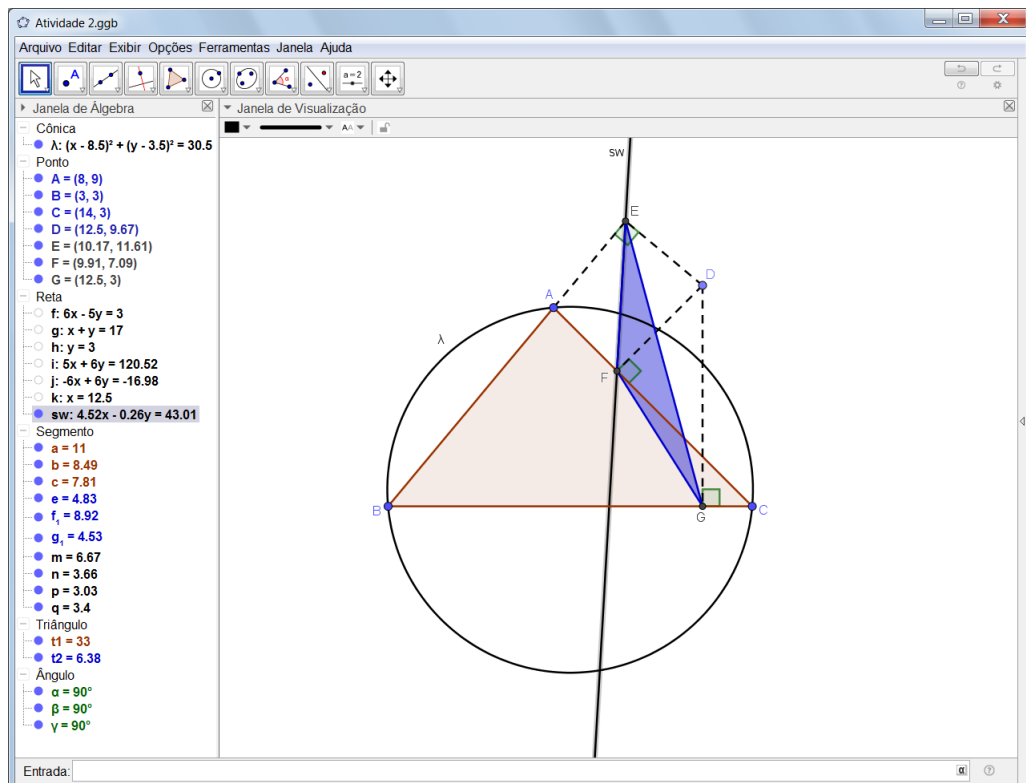 Atividade 2.ggb
Arquivo Editar Exibir Opções Ferramentas Janela Ajuda
A
a = 2
Janela de Álgebra
Janela de Visualização
AA
Cônica
λ: (x - 8.5)² + (y - 3.5)² = 30.5
Ponto
A = (8, 9)
B = (3, 3)
C = (14, 3)
D = (12.5, 9.67)
E = (10.17, 11.61)
F = (9.91, 7.09)
G = (12.5, 3)
Reta
f: 6x - 5y = 3
g: x + y = 17
h: y = 3
i: 5x + 6y = 120.52
j: -6x + 6y = -16.98
k: x = 12.5
sw: 4.52x - 0.26y = 43.01
Segmento
a = 11
b = 8.49
c = 7.81
e = 4.83
f₁ = 8.92
g₁ = 4.53
m = 6.67
n = 3.66
p = 3.03
q = 3.4
Triângulo
t1 = 33
t2 = 6.38
Ângulo
α = 90°
β = 90°
γ = 90°
sw
E
D
A
λ
F
B
G
C
Entrada:
α